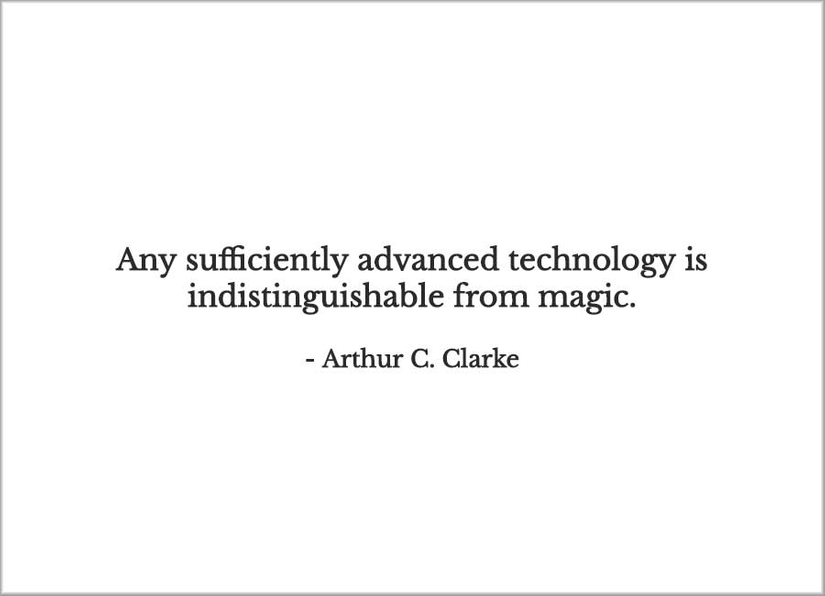 Any sufficiently advanced technology is
indistinguishable from magic.
- Arthur C. Clarke